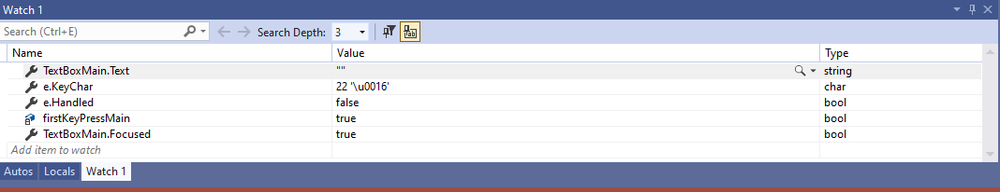 Watch 1
Search (Ctrl+E) Search Depth: 3
Name Value Type
TextBoxMain.Text "" string
e.KeyChar 22 '\u0016' char
e.Handled false bool
firstKeyPressMain true bool
TextBoxMain.Focused true bool
Add item to watch
Autos Locals Watch 1